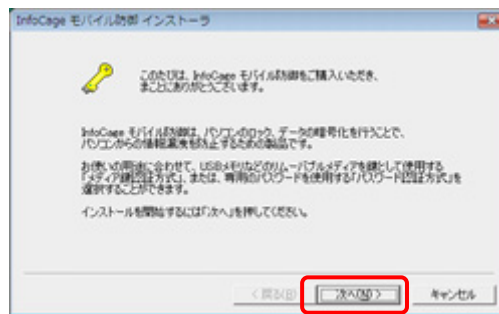 InfoCage モバイル防御 インストーラ
このたびは、InfoCage モバイル防御をご購入いただき、
まことにありがとうございます。
InfoCage モバイル防御は、パソコンのロック、データの暗号化を行うことで、
パソコンからの情報漏洩を防止するための製品です。
お使いの用途に合わせて、USBメモリなどのリムーバブルメディアを鍵として使用する
「メディア鍵認証方式」、または、専用のパスワードを使用する「パスワード認証方式」を
選択することができます。
インストールを開始するには「次へ」を押してください。
< 戻る(B) 次へ(N) > キャンセル